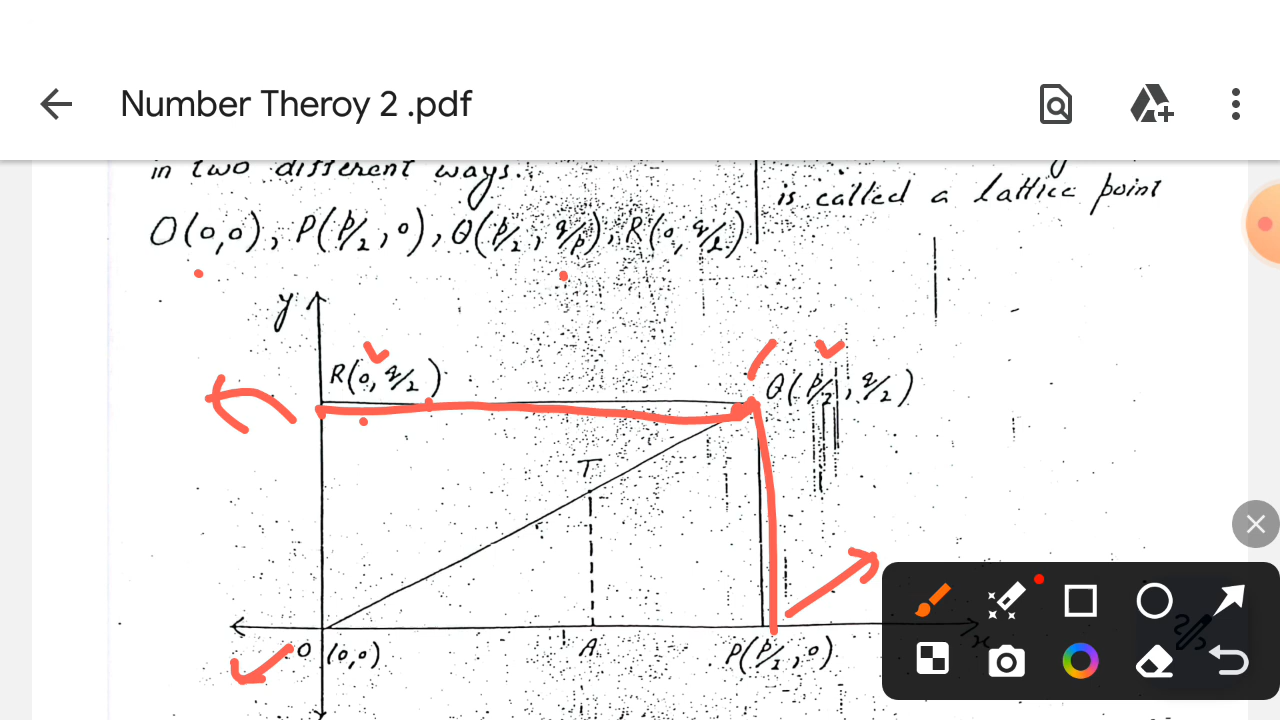 Number Theroy 2 .pdf
in two different ways.
is called a lattice point
O(0,0), P(p/2, 0), Q(p/2, q/p), R(0, q/2)
y
R(0, q/2)
Q(p/2, q/2)
T
O (0,0)
A
P(p/2, 0)
x